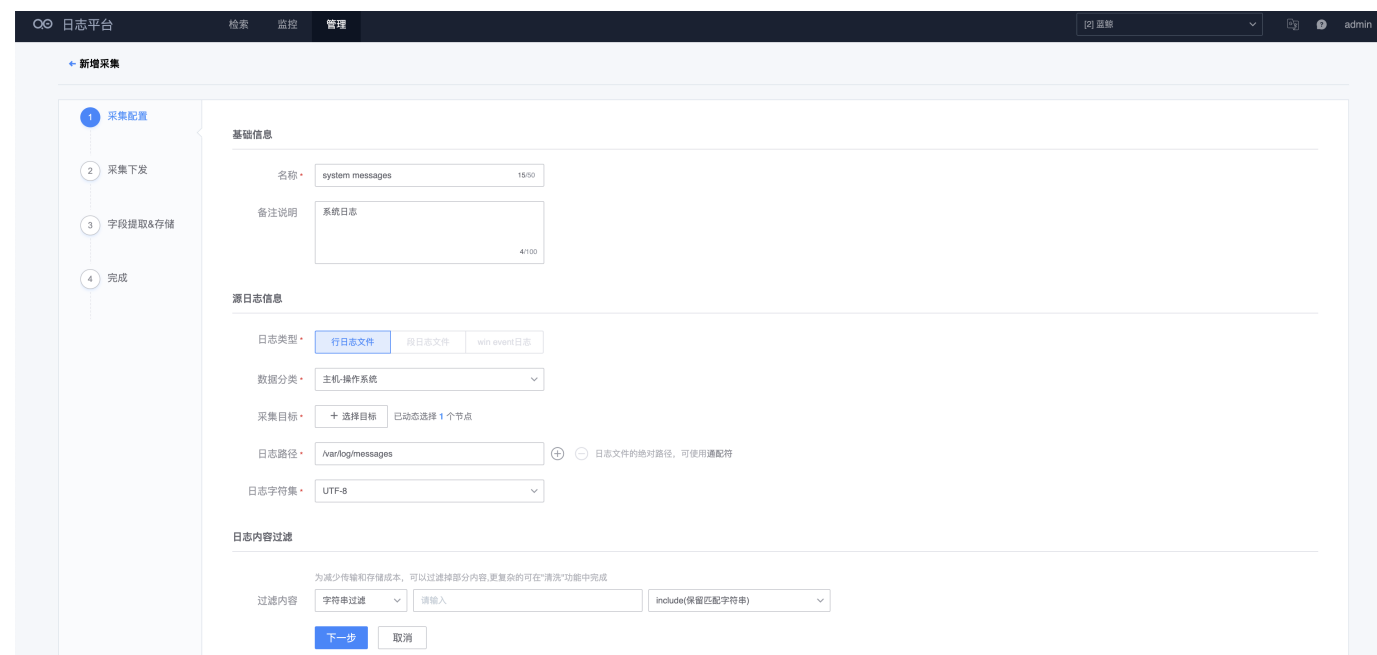 日志平台 检索 监控 管理 [2] 蓝鲸 admin
← 新增采集
1 采集配置
2 采集下发
3 字段提取&存储
4 完成
基础信息
名称 * system messages 15/50
备注说明 系统日志
4/100
源日志信息
日志类型 * 行日志文件 段日志文件 win event日志
数据分类 * 主机-操作系统
采集目标 * + 选择目标 已动态选择 1 个节点
日志路径 * /var/log/messages 日志文件的绝对路径，可使用通配符
日志字符集 * UTF-8
日志内容过滤
为减少传输和存储成本，可以过滤掉部分内容,更复杂的可在"清洗"功能中完成
过滤内容 字符串过滤 请输入 include(保留匹配字符串)
下一步 取消